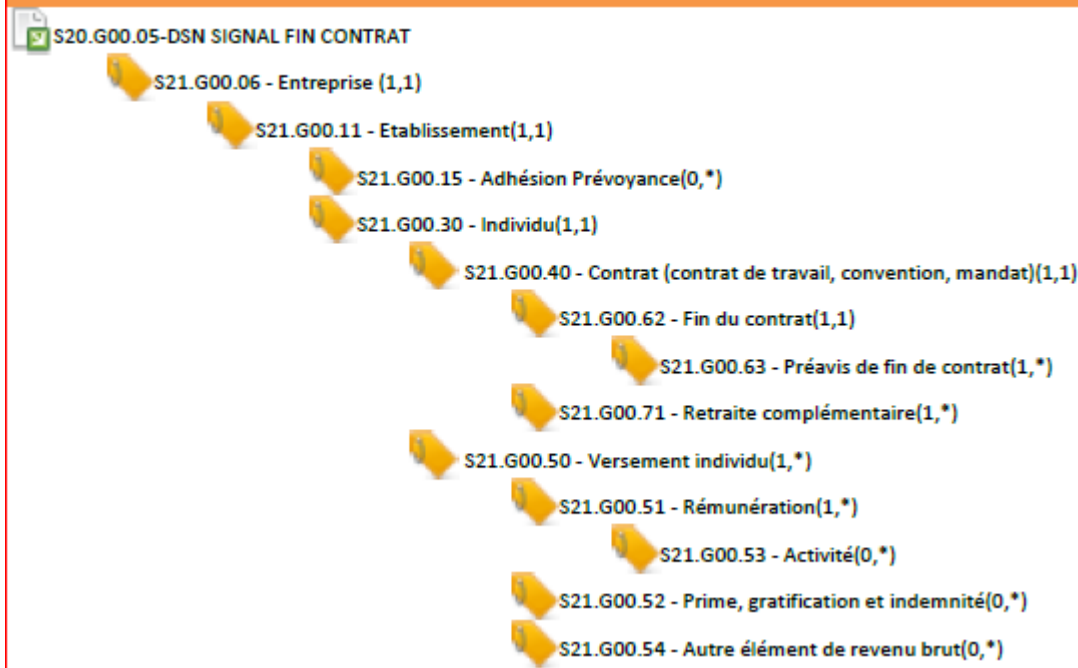 S20.G00.05-DSN SIGNAL FIN CONTRAT
S21.G00.06 - Entreprise (1,1)
S21.G00.11 - Etablissement(1,1)
S21.G00.15 - Adhésion Prévoyance(0,*)
S21.G00.30 - Individu(1,1)
S21.G00.40 - Contrat (contrat de travail, convention, mandat)(1,1)
S21.G00.62 - Fin du contrat(1,1)
S21.G00.63 - Préavis de fin de contrat(1,*)
S21.G00.71 - Retraite complémentaire(1,*)
S21.G00.50 - Versement individu(1,*)
S21.G00.51 - Rémunération(1,*)
S21.G00.53 - Activité(0,*)
S21.G00.52 - Prime, gratification et indemnité(0,*)
S21.G00.54 - Autre élément de revenu brut(0,*)